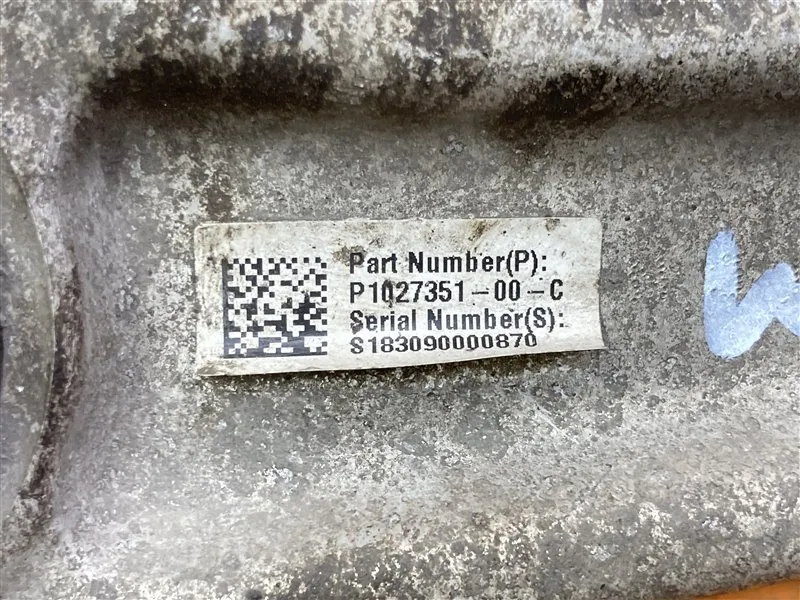 Part Number(P):
P1027351-00-C
Serial Number(S):
S183090000870